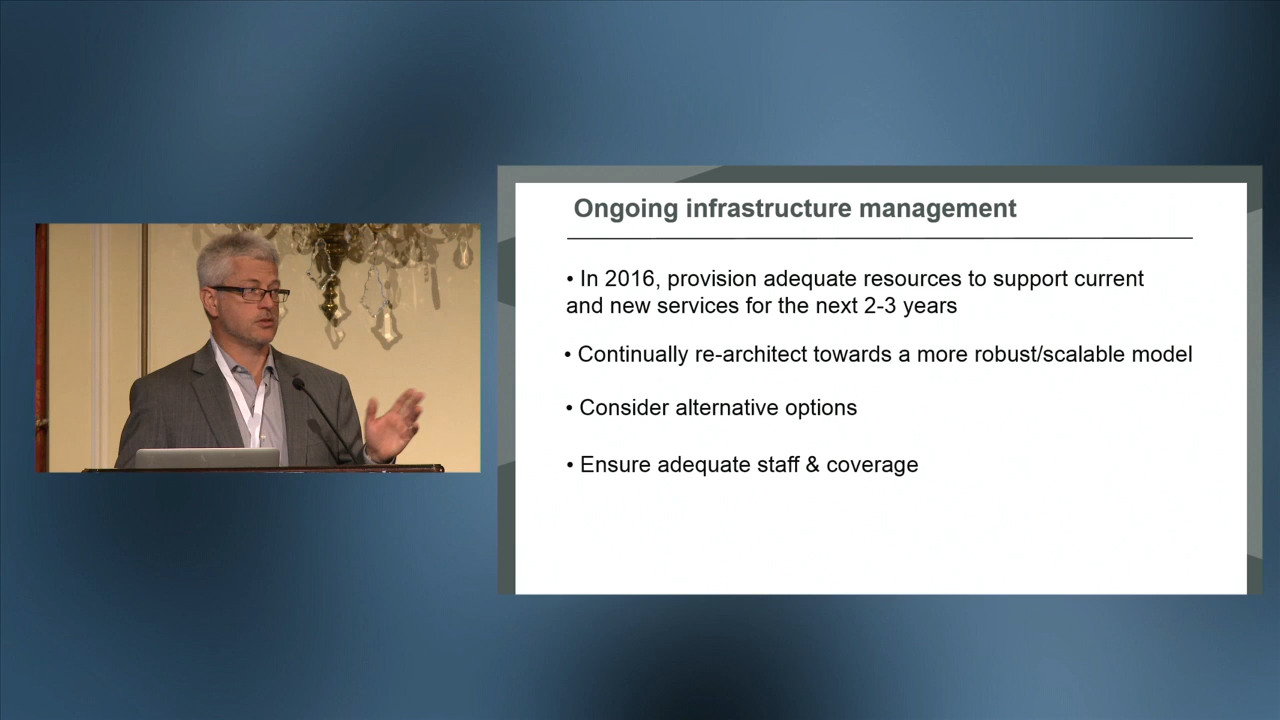 Ongoing infrastructure management
• In 2016, provision adequate resources to support current
and new services for the next 2-3 years
• Continually re-architect towards a more robust/scalable model
• Consider alternative options
• Ensure adequate staff & coverage